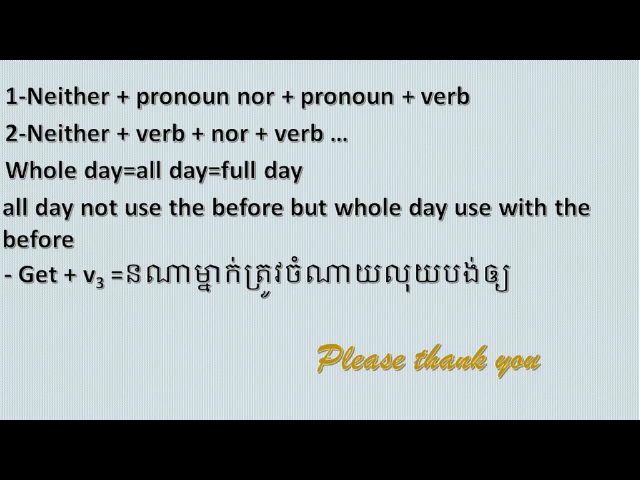 1-Neither + pronoun nor + pronoun + verb
2-Neither + verb + nor + verb …
Whole day=all day=full day
all day not use the before but whole day use with the
before
- Get + v₃ =នណាម្នាក់ត្រូវចំណាយលុយបង់ឲ្យ
Please thank you